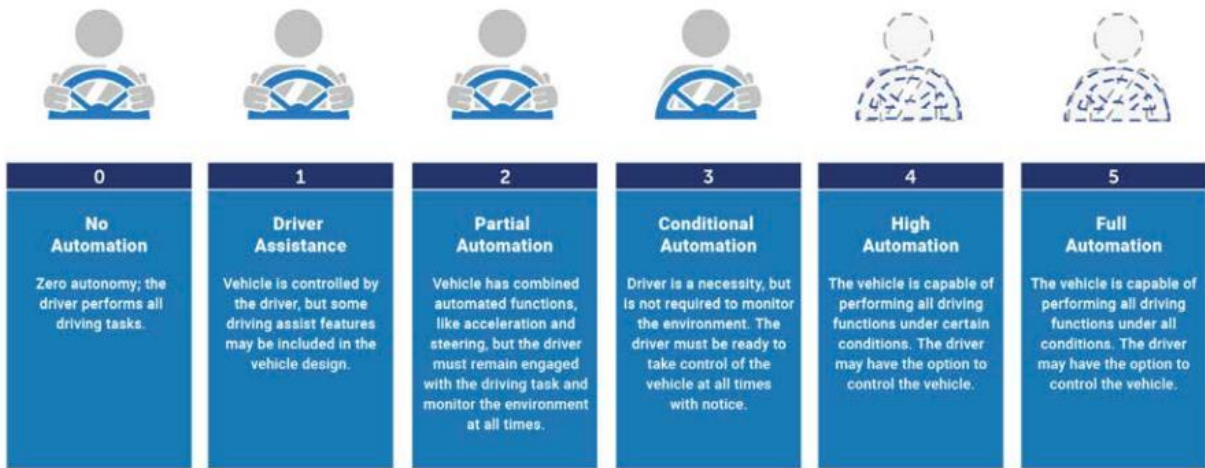 0
No
Automation
Zero autonomy; the
driver performs all
driving tasks.
1
Driver
Assistance
Vehicle is controlled by
the driver, but some
driving assist features
may be included in the
vehicle design.
2
Partial
Automation
Vehicle has combined
automated functions,
like acceleration and
steering, but the driver
must remain engaged
with the driving task and
monitor the environment
at all times.
3
Conditional
Automation
Driver is a necessity, but
is not required to monitor
the environment. The
driver must be ready to
take control of the
vehicle at all times
with notice.
4
High
Automation
The vehicle is capable of
performing all driving
functions under certain
conditions. The driver
may have the option to
control the vehicle.
5
Full
Automation
The vehicle is capable of
performing all driving
functions under all
conditions. The driver
may have the option to
control the vehicle.